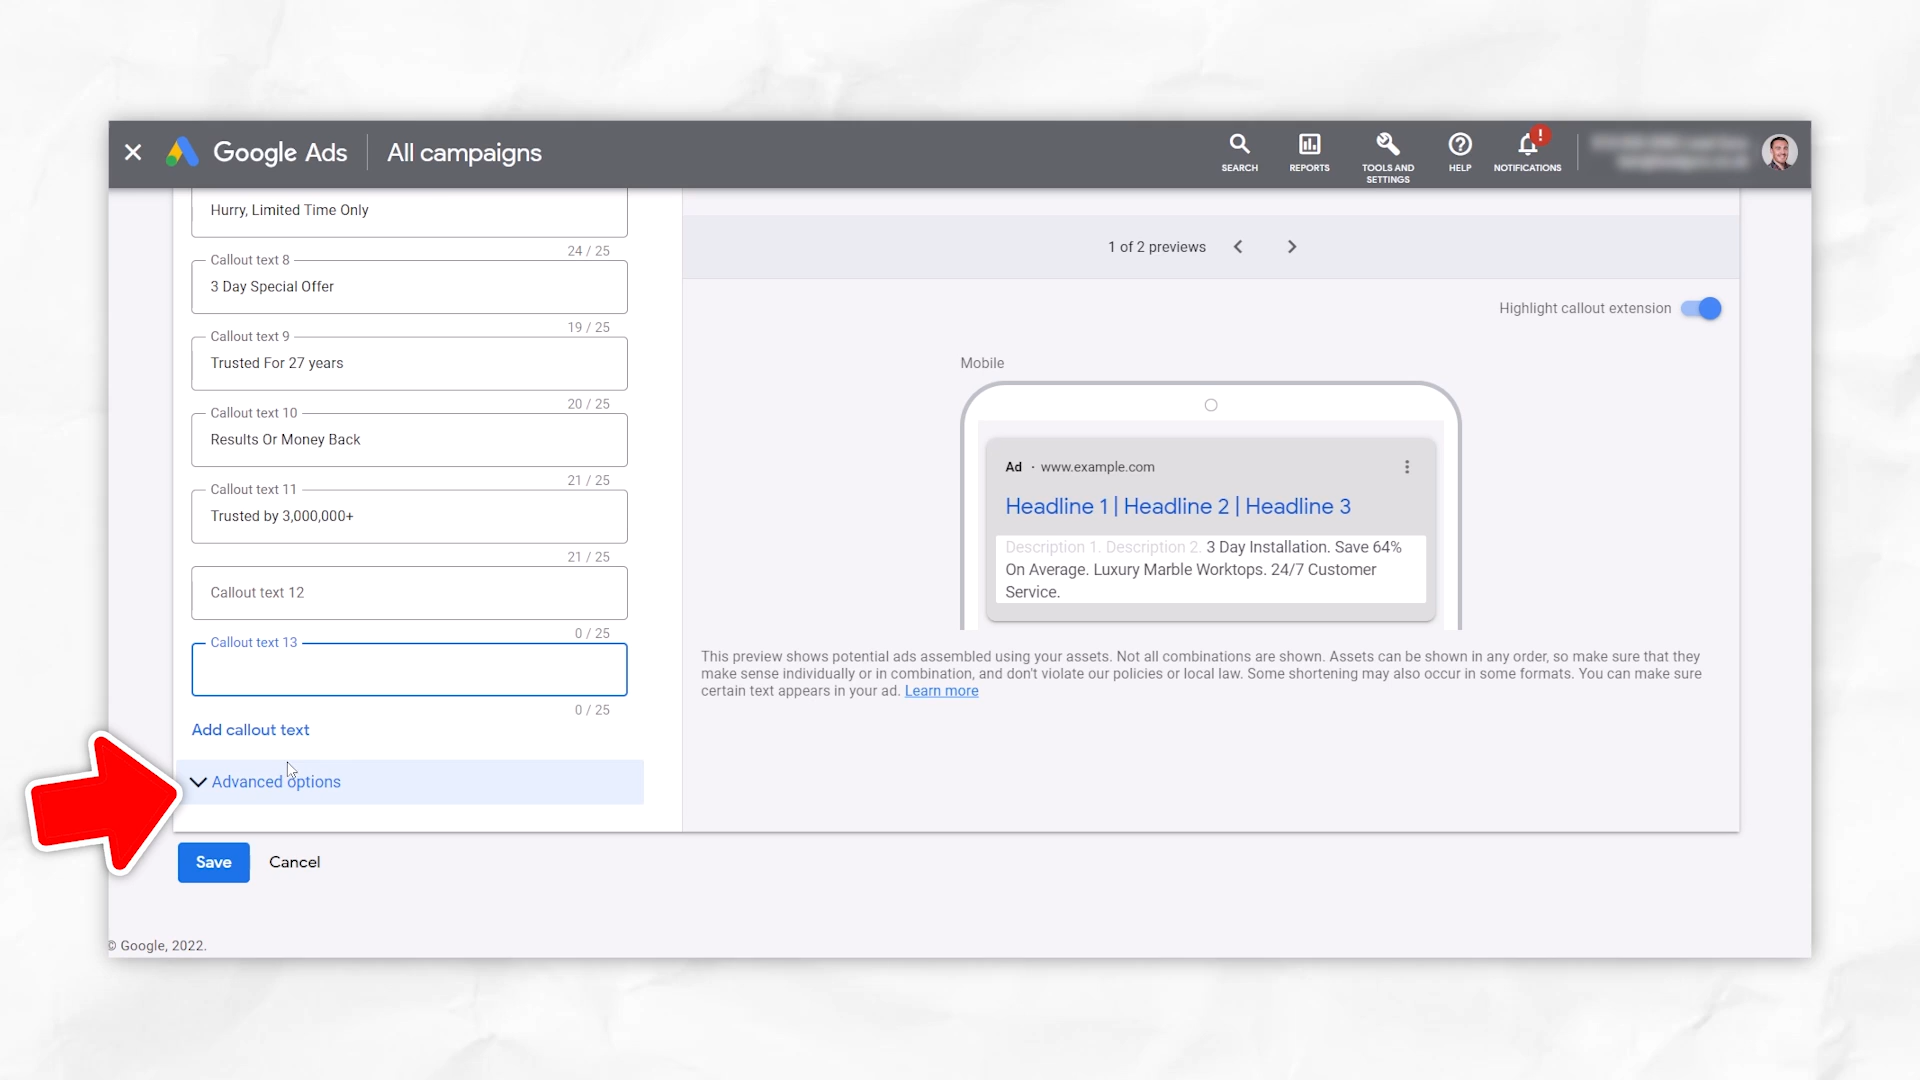 Google Ads
All campaigns
SEARCH
REPORTS
TOOLS AND
SETTINGS
HELP
!
NOTIFICATIONS
Hurry, Limited Time Only
24 / 25
Callout text 8
3 Day Special Offer
19 / 25
Callout text 9
Trusted For 27 years
20 / 25
Callout text 10
Results Or Money Back
21 / 25
Callout text 11
Trusted by 3,000,000+
21 / 25
Callout text 12
0 / 25
Callout text 13
0 / 25
Add callout text
Advanced options
Save
Cancel
1 of 2 previews
Highlight callout extension
Mobile
Ad · www.example.com
Headline 1 | Headline 2 | Headline 3
Description 1. Description 2. 3 Day Installation. Save 64%
On Average. Luxury Marble Worktops. 24/7 Customer
Service.
This preview shows potential ads assembled using your assets. Not all combinations are shown. Assets can be shown in any order, so make sure that they
make sense individually or in combination, and don't violate our policies or local law. Some shortening may also occur in some formats. You can make sure
certain text appears in your ad. Learn more
© Google, 2022.